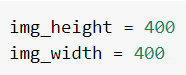 img_height = 400
img_width = 400